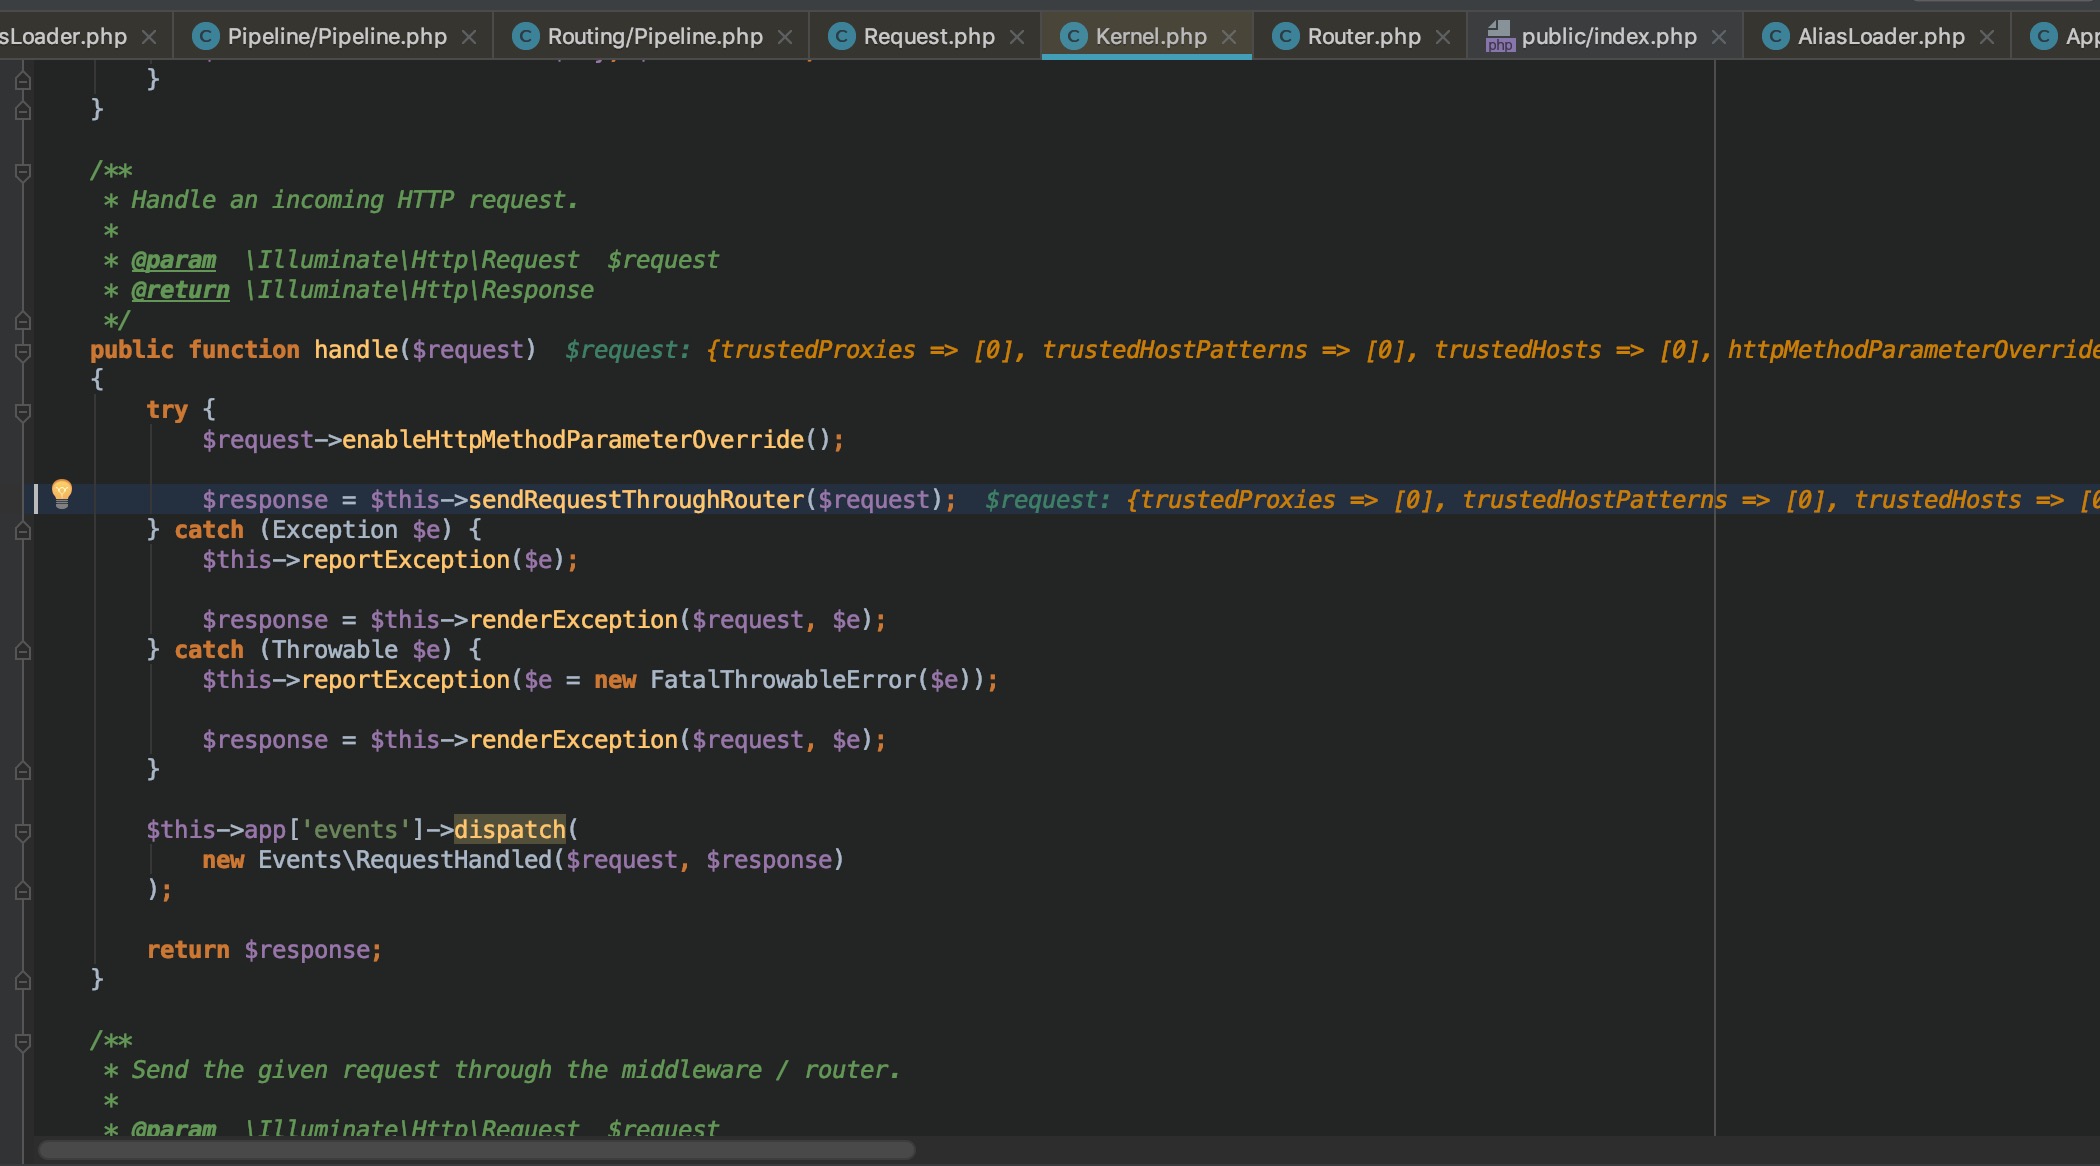 sLoader.php
Pipeline/Pipeline.php
Routing/Pipeline.php
Request.php
Kernel.php
Router.php
public/index.php
AliasLoader.php
App
}
}
/**
* Handle an incoming HTTP request.
*
* @param  \Illuminate\Http\Request  $request
* @return \Illuminate\Http\Response
*/
public function handle($request)  $request: {trustedProxies => [0], trustedHostPatterns => [0], trustedHosts => [0], httpMethodParameterOverride
{
try {
$request->enableHttpMethodParameterOverride();
$response = $this->sendRequestThroughRouter($request);  $request: {trustedProxies => [0], trustedHostPatterns => [0], trustedHosts => [0
} catch (Exception $e) {
$this->reportException($e);
$response = $this->renderException($request, $e);
} catch (Throwable $e) {
$this->reportException($e = new FatalThrowableError($e));
$response = $this->renderException($request, $e);
}
$this->app['events']->dispatch(
new Events\RequestHandled($request, $response)
);
return $response;
}
/**
* Send the given request through the middleware / router.
*
* @param  \Illuminate\Http\Request  $request